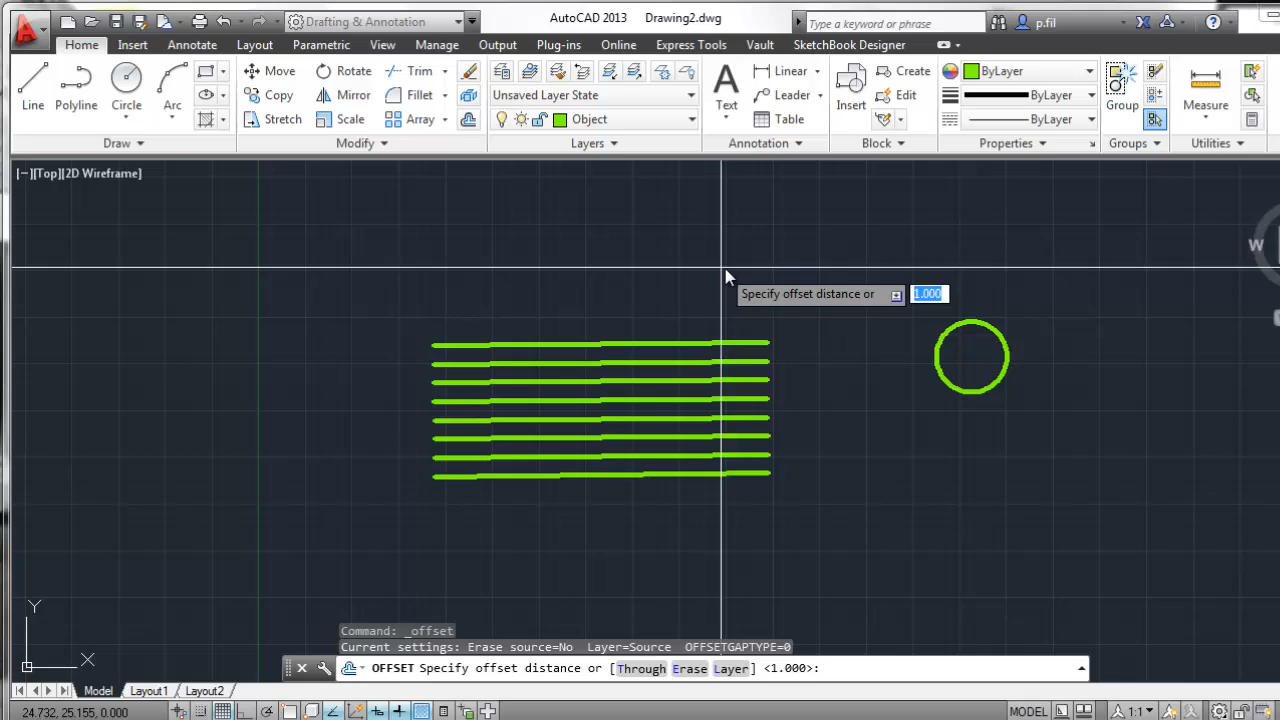 Drafting & Annotation
AutoCAD 2013 Drawing2.dwg
Type a keyword or phrase
p.fil
Home Insert Annotate Layout Parametric View Manage Output Plug-ins Online Express Tools Vault SketchBook Designer
Line Polyline Circle Arc
Move Rotate Trim
Copy Mirror Fillet
Stretch Scale Array
Unsaved Layer State
Object
Text
Linear
Leader
Table
Insert
Create
Edit
ByLayer
ByLayer
ByLayer
Group
Measure
Draw Modify Layers Annotation Block Properties Groups Utilities
[−][Top][2D Wireframe]
W
Specify offset distance or 1.000
Y
X
Command: _offset
Current settings: Erase source=No Layer=Source OFFSETGAPTYPE=0
OFFSET Specify offset distance or [Through Erase Layer] <1.000>:
Model Layout1 Layout2
24.732, 25.155, 0.000
MODEL
1:1